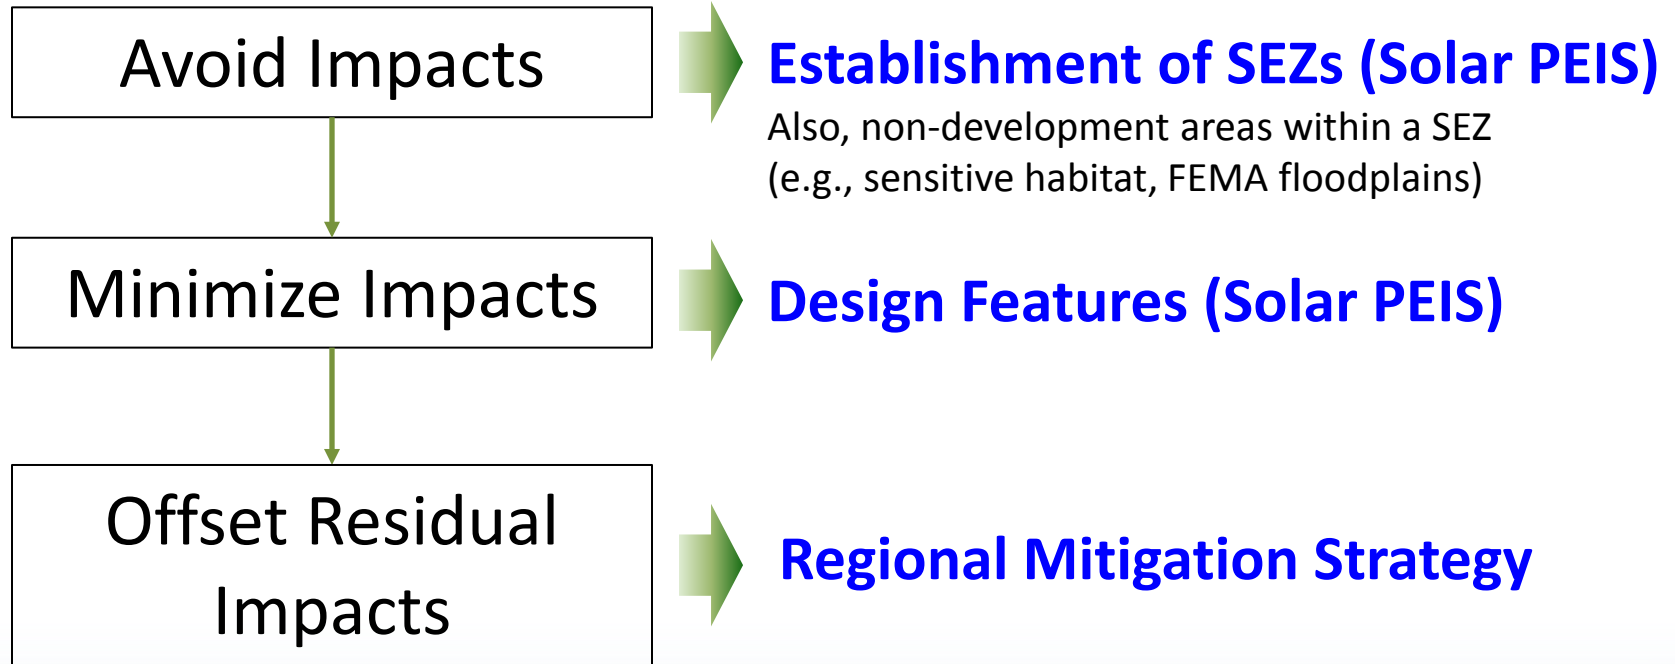 Avoid Impacts
Establishment of SEZs (Solar PEIS)
Also, non-development areas within a SEZ
(e.g., sensitive habitat, FEMA floodplains)
Minimize Impacts
Design Features (Solar PEIS)
Offset Residual
Impacts
Regional Mitigation Strategy